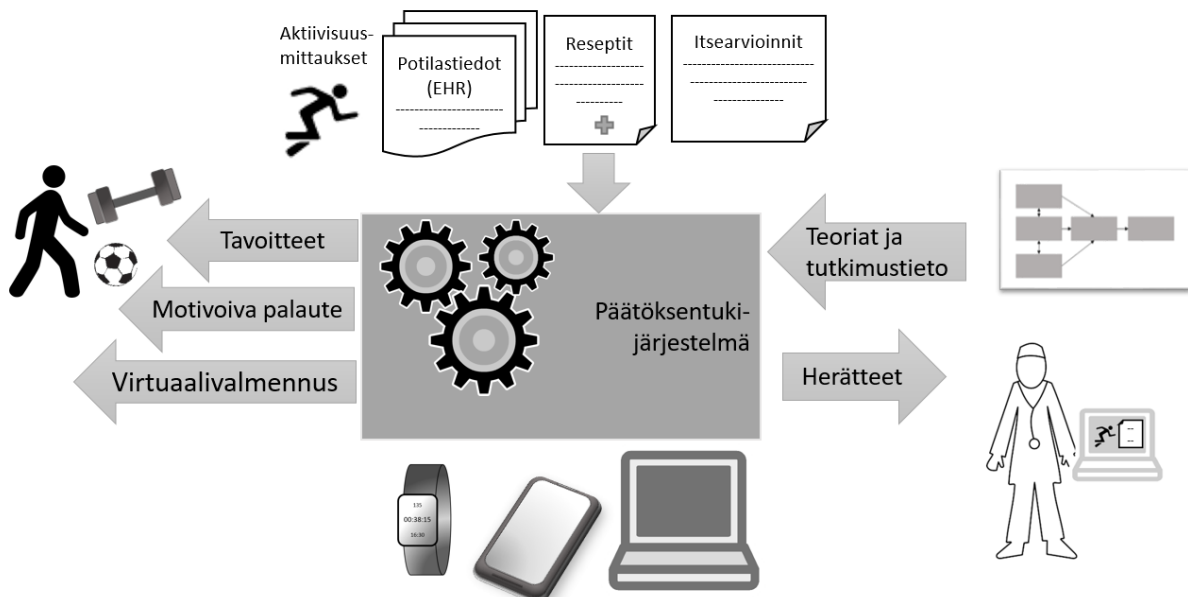 Aktiivisuus-
mittaukset
Potilastiedot
(EHR)
Reseptit
Itsearvioinnit
Tavoitteet
Motivoiva palaute
Virtuaalivalmennus
Päätöksentuki-
järjestelmä
Teoriat ja
tutkimustieto
Herätteet
135
00:38:15
16:30